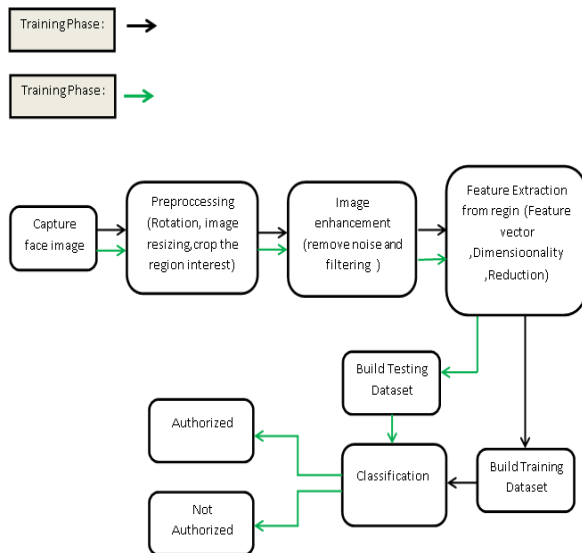 Training Phase:
Training Phase:
Capture
face image
Preproccessing
(Rotation, image
resizing,crop the
region interest)
Image
enhancement
(remove noise and
filtering )
Feature Extraction
from regin (Feature
vector
,Dimensioonality
,Reduction)
Build Testing
Dataset
Authorized
Classification
Build Training
Dataset
Not
Authorized